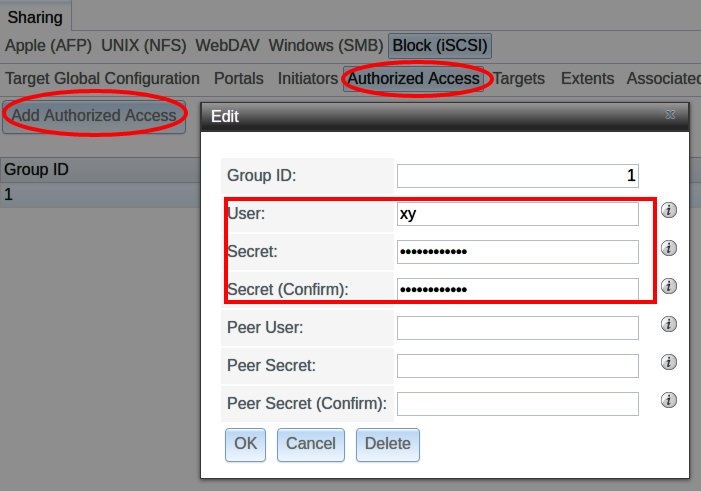 Sharing
Apple (AFP) UNIX (NFS) WebDAV Windows (SMB) Block (iSCSI)
Target Global Configuration Portals Initiators Authorized Access Targets Extents Associated
Add Authorized Access
Edit
Group ID
1
Group ID: 1
User: xy
Secret: ••••••••••••
Secret (Confirm): ••••••••••••
Peer User:
Peer Secret:
Peer Secret (Confirm):
OK Cancel Delete